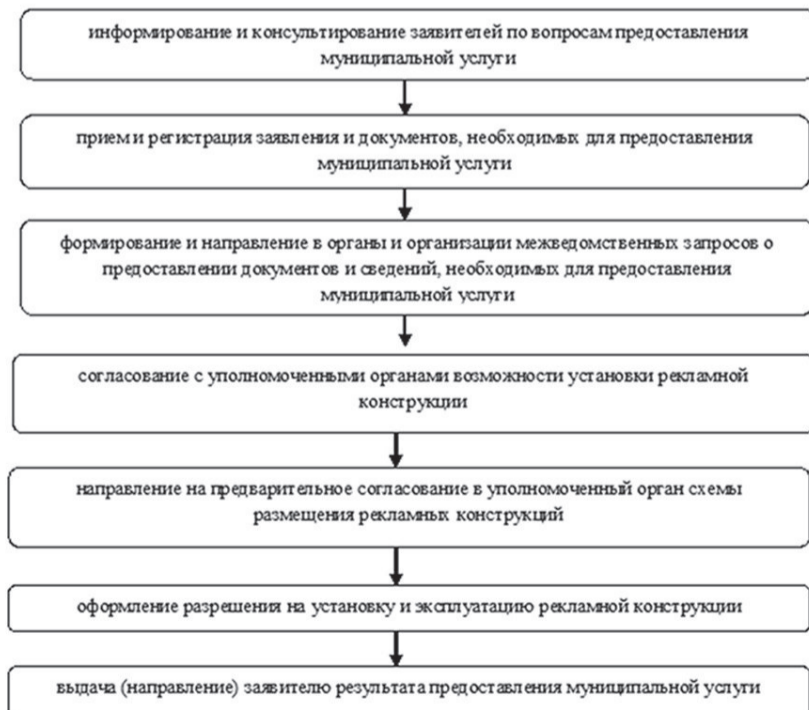 информирование и консультирование заявителей по вопросам предоставления
муниципальной услуги
прием и регистрация заявления и документов, необходимых для предоставления
муниципальной услуги
формирование и направление в органы и организации межведомственных запросов о
предоставлении документов и сведений, необходимых для предоставления
муниципальной услуги
согласование с уполномоченными органами возможности установки рекламной
конструкции
направление на предварительное согласование в уполномоченный орган схемы
размещения рекламных конструкций
оформление разрешения на установку и эксплуатацию рекламной конструкции
выдача (направление) заявителю результата предоставления муниципальной услуги